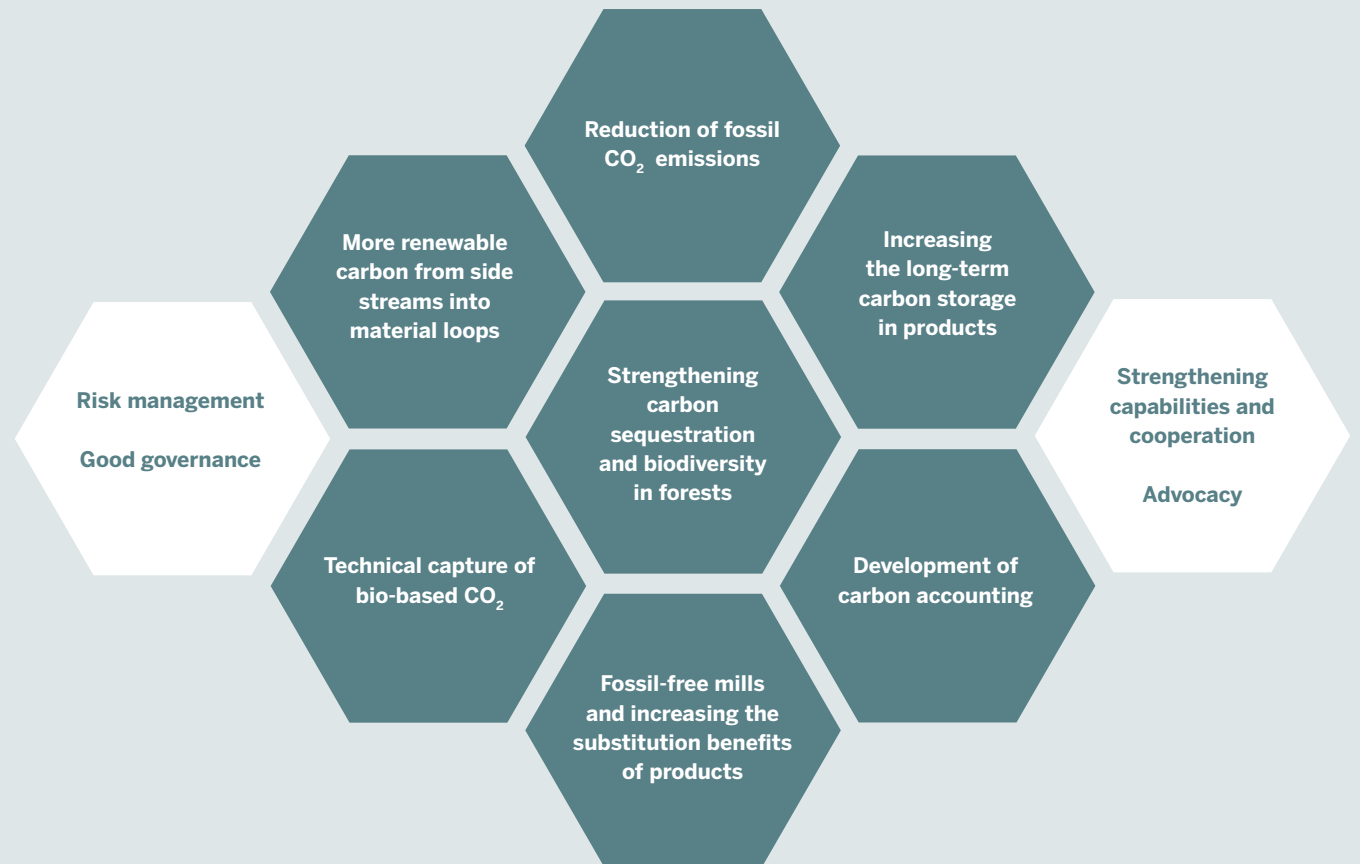 Reduction of fossil
CO₂ emissions
More renewable
carbon from side
streams into
material loops
Increasing
the long-term
carbon storage
in products
Risk management
Good governance
Strengthening
carbon
sequestration
and biodiversity
in forests
Strengthening
capabilities and
cooperation
Advocacy
Technical capture of
bio-based CO₂
Development of
carbon accounting
Fossil-free mills
and increasing the
substitution benefits
of products